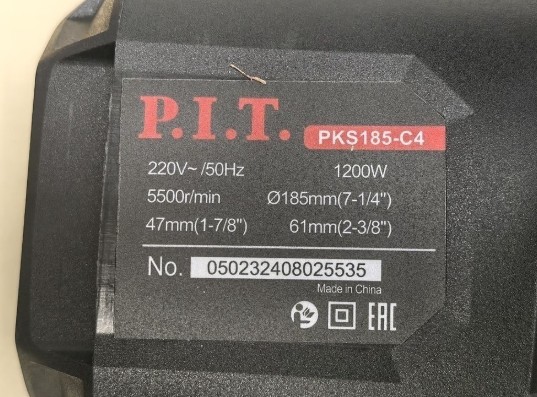 P.I.T. PKS185-C4
220V~ /50Hz 1200W
5500r/min Ø185mm(7-1/4")
47mm(1-7/8") 61mm(2-3/8")
No. 050232408025535
Made in China
EAC